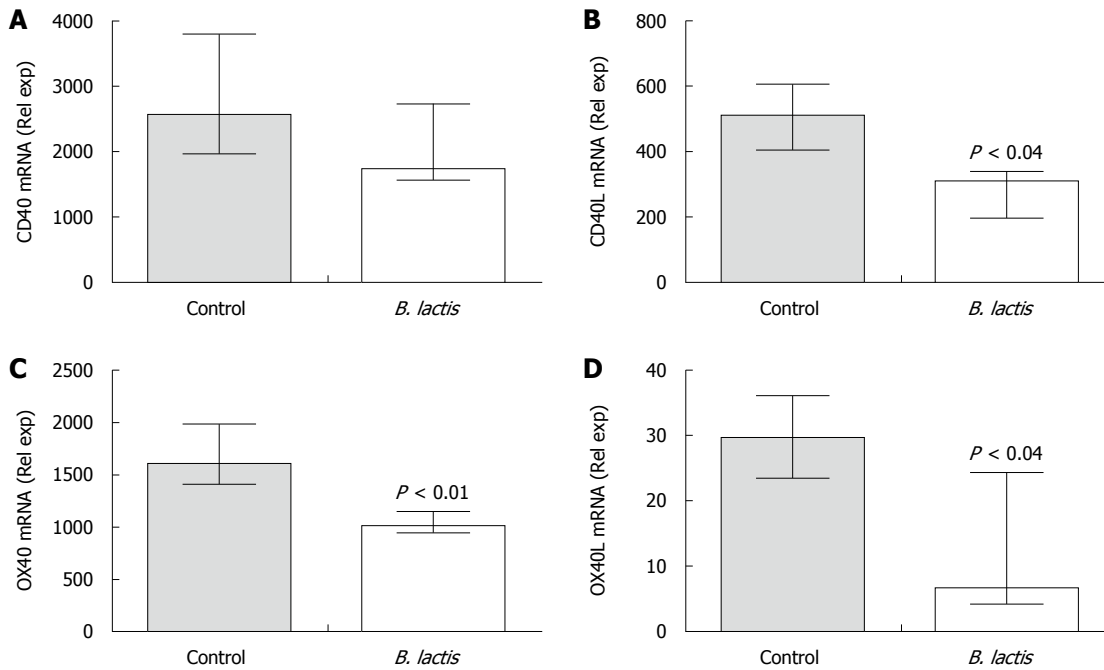 A
CD40 mRNA (Rel exp)
4000
3000
2000
1000
0
Control
B. lactis
B
CD40L mRNA (Rel exp)
800
600
400
200
0
P < 0.04
Control
B. lactis
C
OX40 mRNA (Rel exp)
2500
2000
1500
1000
500
0
P < 0.01
Control
B. lactis
D
OX40L mRNA (Rel exp)
40
30
20
10
0
P < 0.04
Control
B. lactis